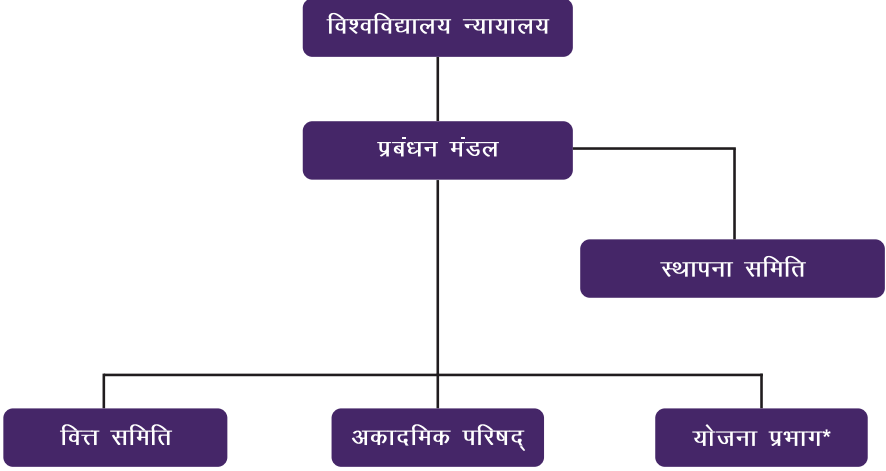 विश्वविद्यालय न्यायालय
प्रबंधन मंडल
स्थापना समिति
वित्त समिति
अकादमिक परिषद्
योजना प्रभाग*